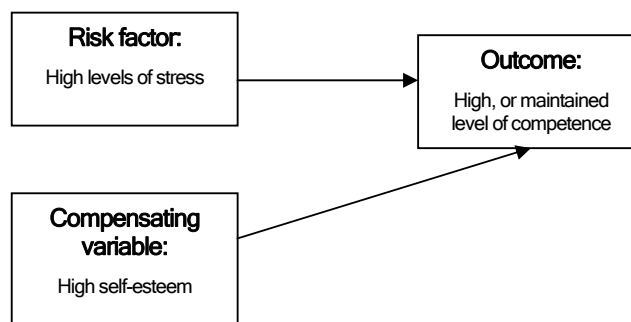 Risk factor:
High levels of stress
Outcome:
High, or maintained
level of competence
Compensating
variable:
High self-esteem